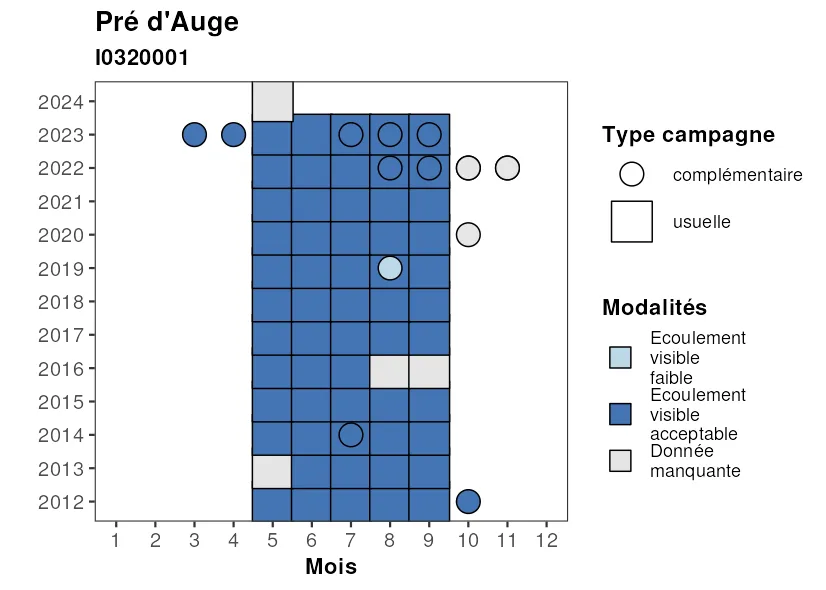 Pré d'Auge
I0320001
2024
2023
2022
2021
2020
2019
2018
2017
2016
2015
2014
2013
2012
1 2 3 4 5 6 7 8 9 10 11 12
Mois
Type campagne
complémentaire
usuelle
Modalités
Ecoulement
visible
faible
Ecoulement
visible
acceptable
Donnée
manquante